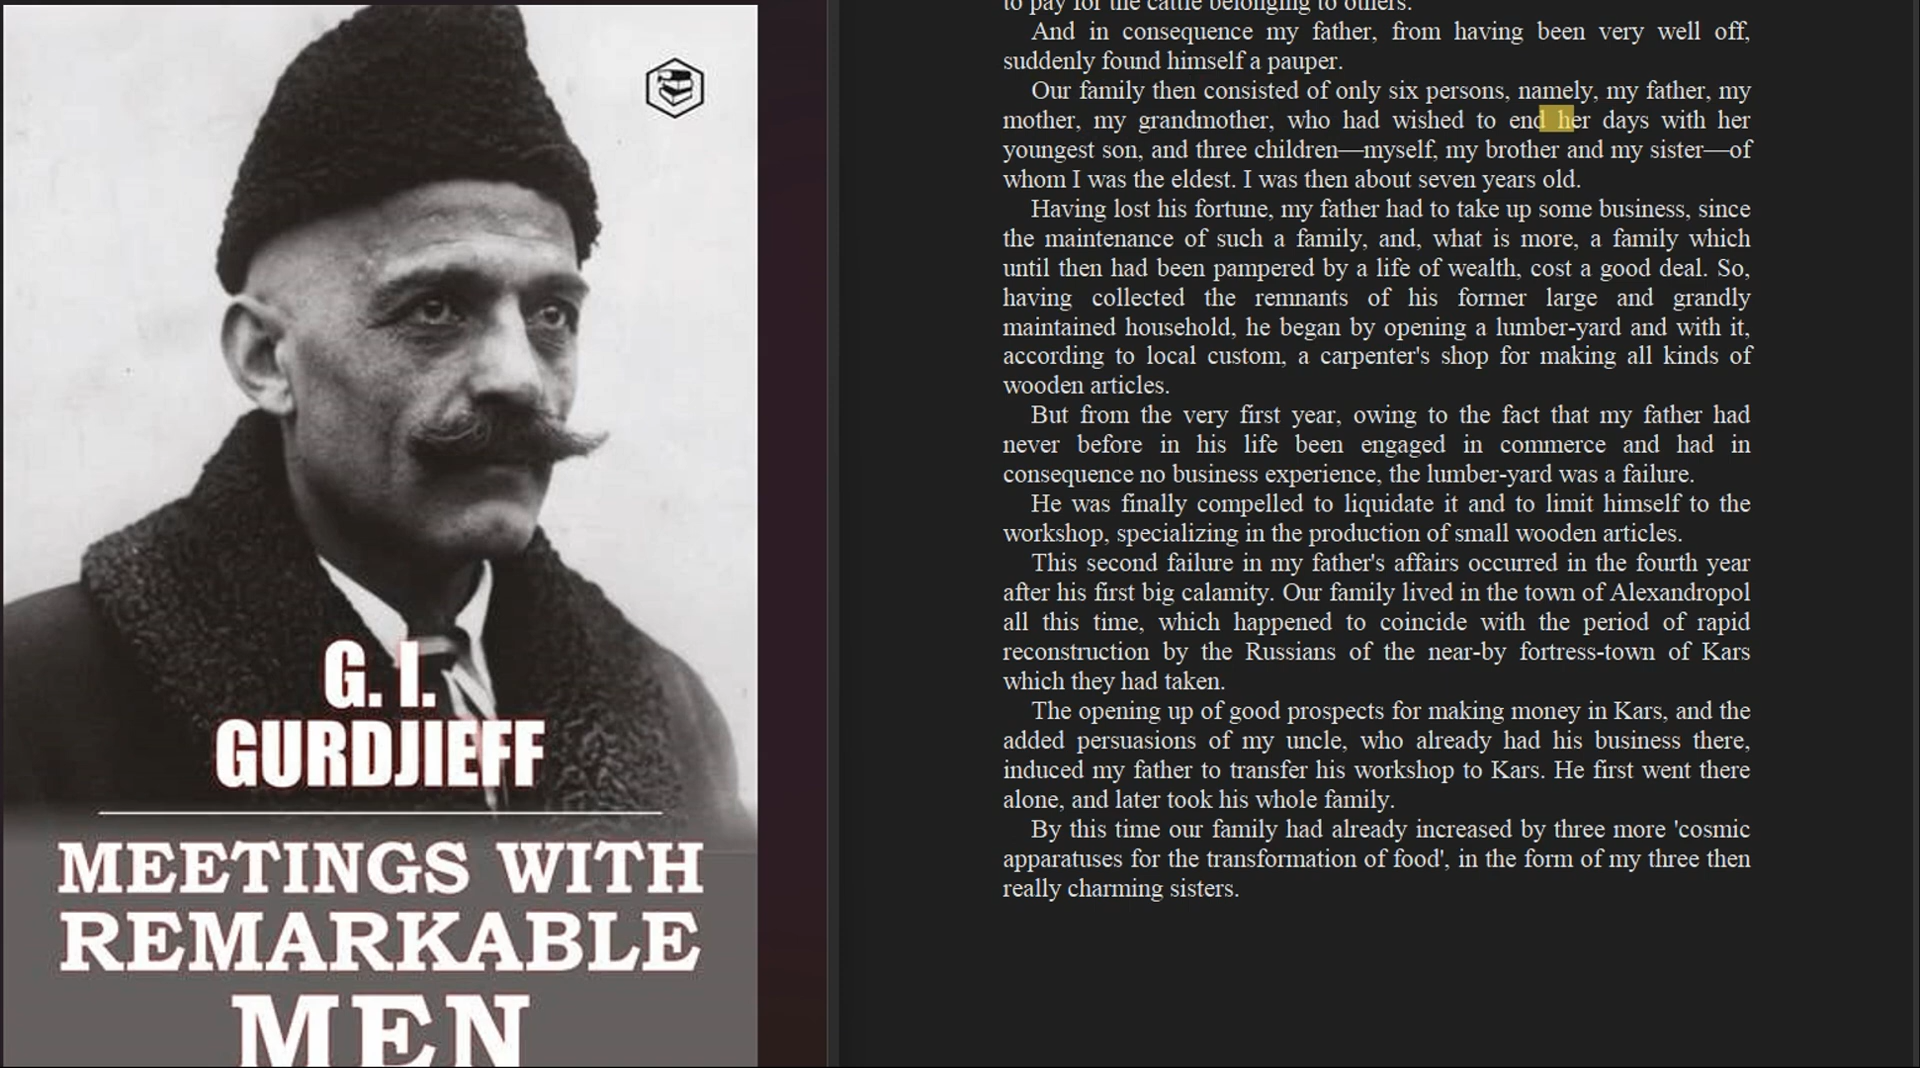 G. I.
GURDJIEFF
MEETINGS WITH
REMARKABLE
MEN
to pay for the cattle belonging to others.
And in consequence my father, from having been very well off,
suddenly found himself a pauper.
Our family then consisted of only six persons, namely, my father, my
mother, my grandmother, who had wished to end her days with her
youngest son, and three children—myself, my brother and my sister—of
whom I was the eldest. I was then about seven years old.
Having lost his fortune, my father had to take up some business, since
the maintenance of such a family, and, what is more, a family which
until then had been pampered by a life of wealth, cost a good deal. So,
having collected the remnants of his former large and grandly
maintained household, he began by opening a lumber-yard and with it,
according to local custom, a carpenter's shop for making all kinds of
wooden articles.
But from the very first year, owing to the fact that my father had
never before in his life been engaged in commerce and had in
consequence no business experience, the lumber-yard was a failure.
He was finally compelled to liquidate it and to limit himself to the
workshop, specializing in the production of small wooden articles.
This second failure in my father's affairs occurred in the fourth year
after his first big calamity. Our family lived in the town of Alexandropol
all this time, which happened to coincide with the period of rapid
reconstruction by the Russians of the near-by fortress-town of Kars
which they had taken.
The opening up of good prospects for making money in Kars, and the
added persuasions of my uncle, who already had his business there,
induced my father to transfer his workshop to Kars. He first went there
alone, and later took his whole family.
By this time our family had already increased by three more 'cosmic
apparatuses for the transformation of food', in the form of my three then
really charming sisters.